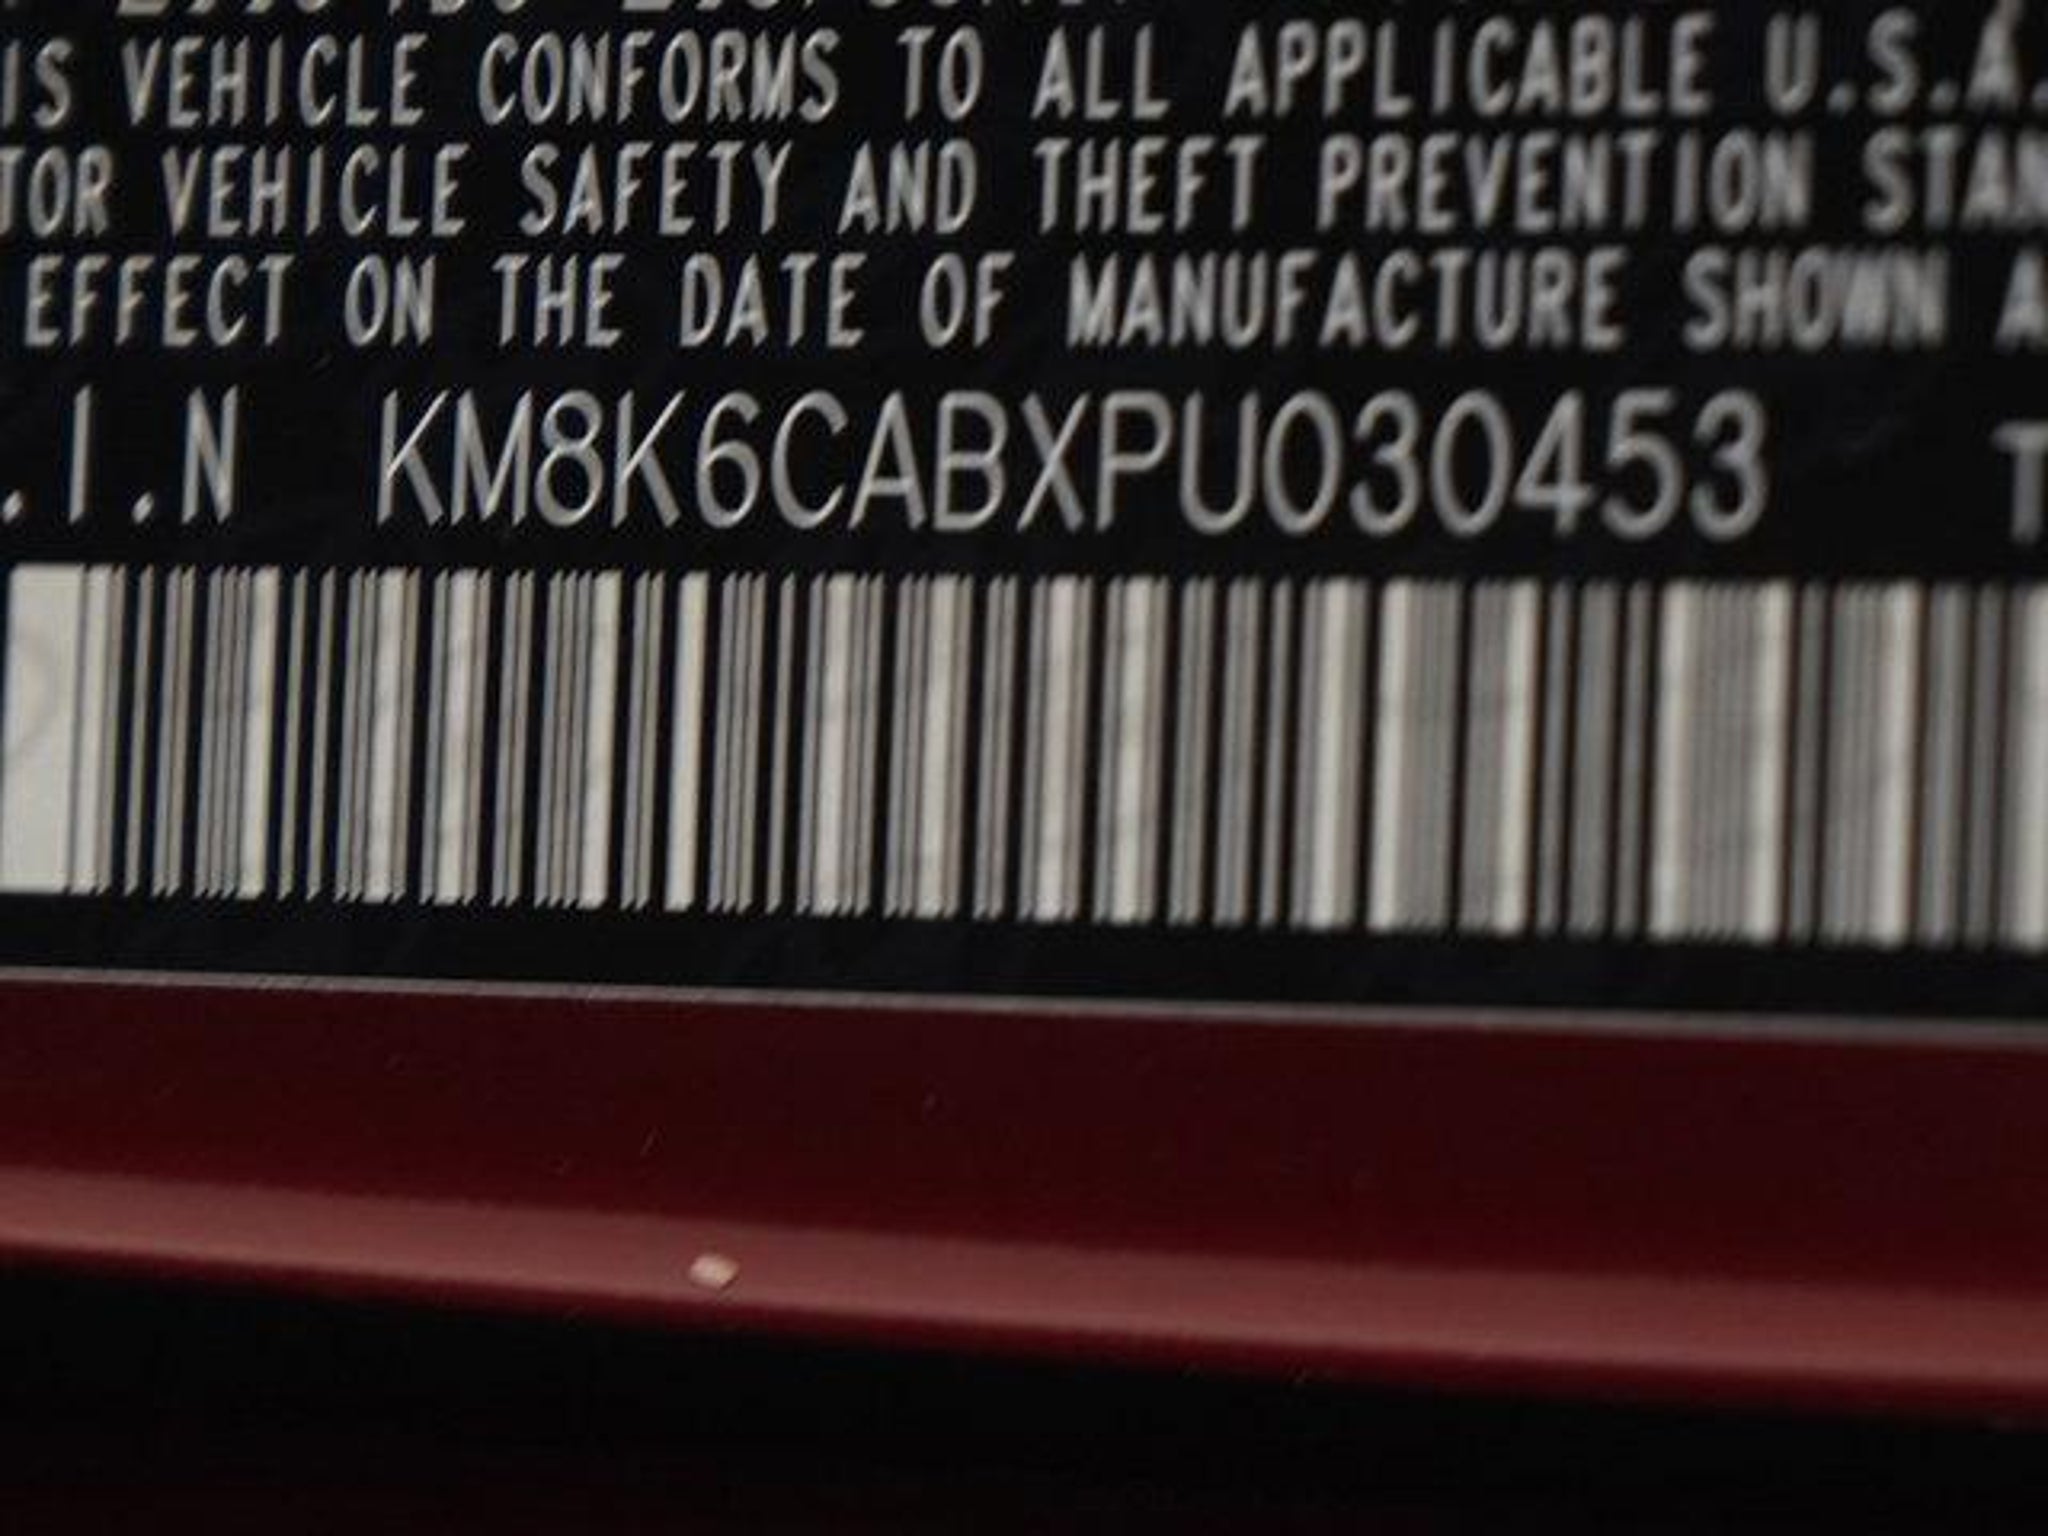 IS VEHICLE CONFORMS TO ALL APPLICABLE U.S.A.
TOR VEHICLE SAFETY AND THEFT PREVENTION STAN
EFFECT ON THE DATE OF MANUFACTURE SHOWN A
.I.N KM8K6CABXPU030453 T